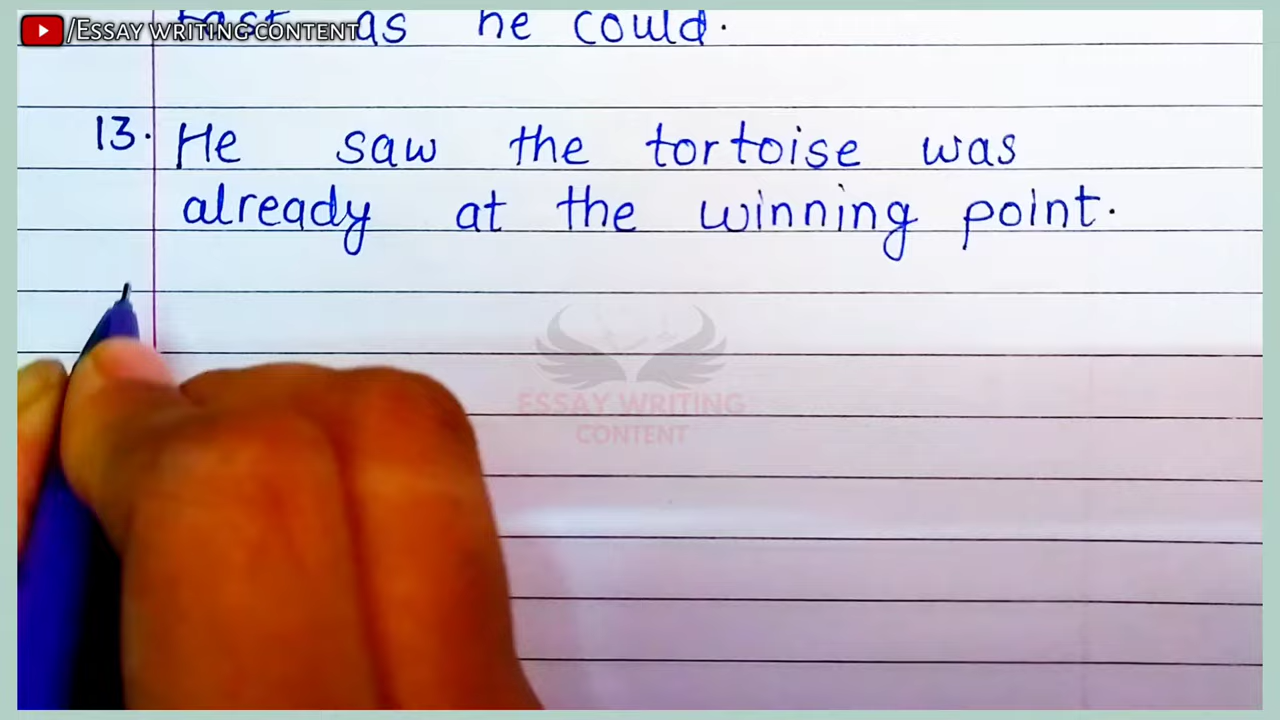 /ESSAY WRITING CONTENT
fast as he could.
13. He saw the tortoise was
already at the winning point.
ESSAY WRITING
CONTENT